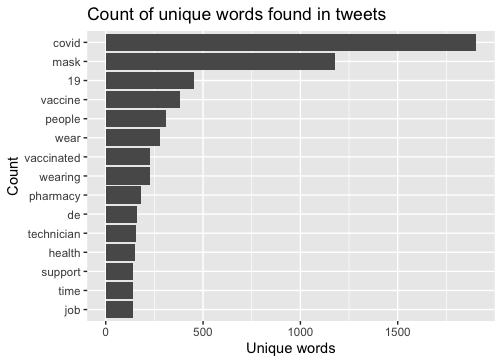 Count of unique words found in tweets
covid
mask
19
vaccine
people
wear
vaccinated
wearing
pharmacy
de
technician
health
support
time
job
Count
0 500 1000 1500
Unique words